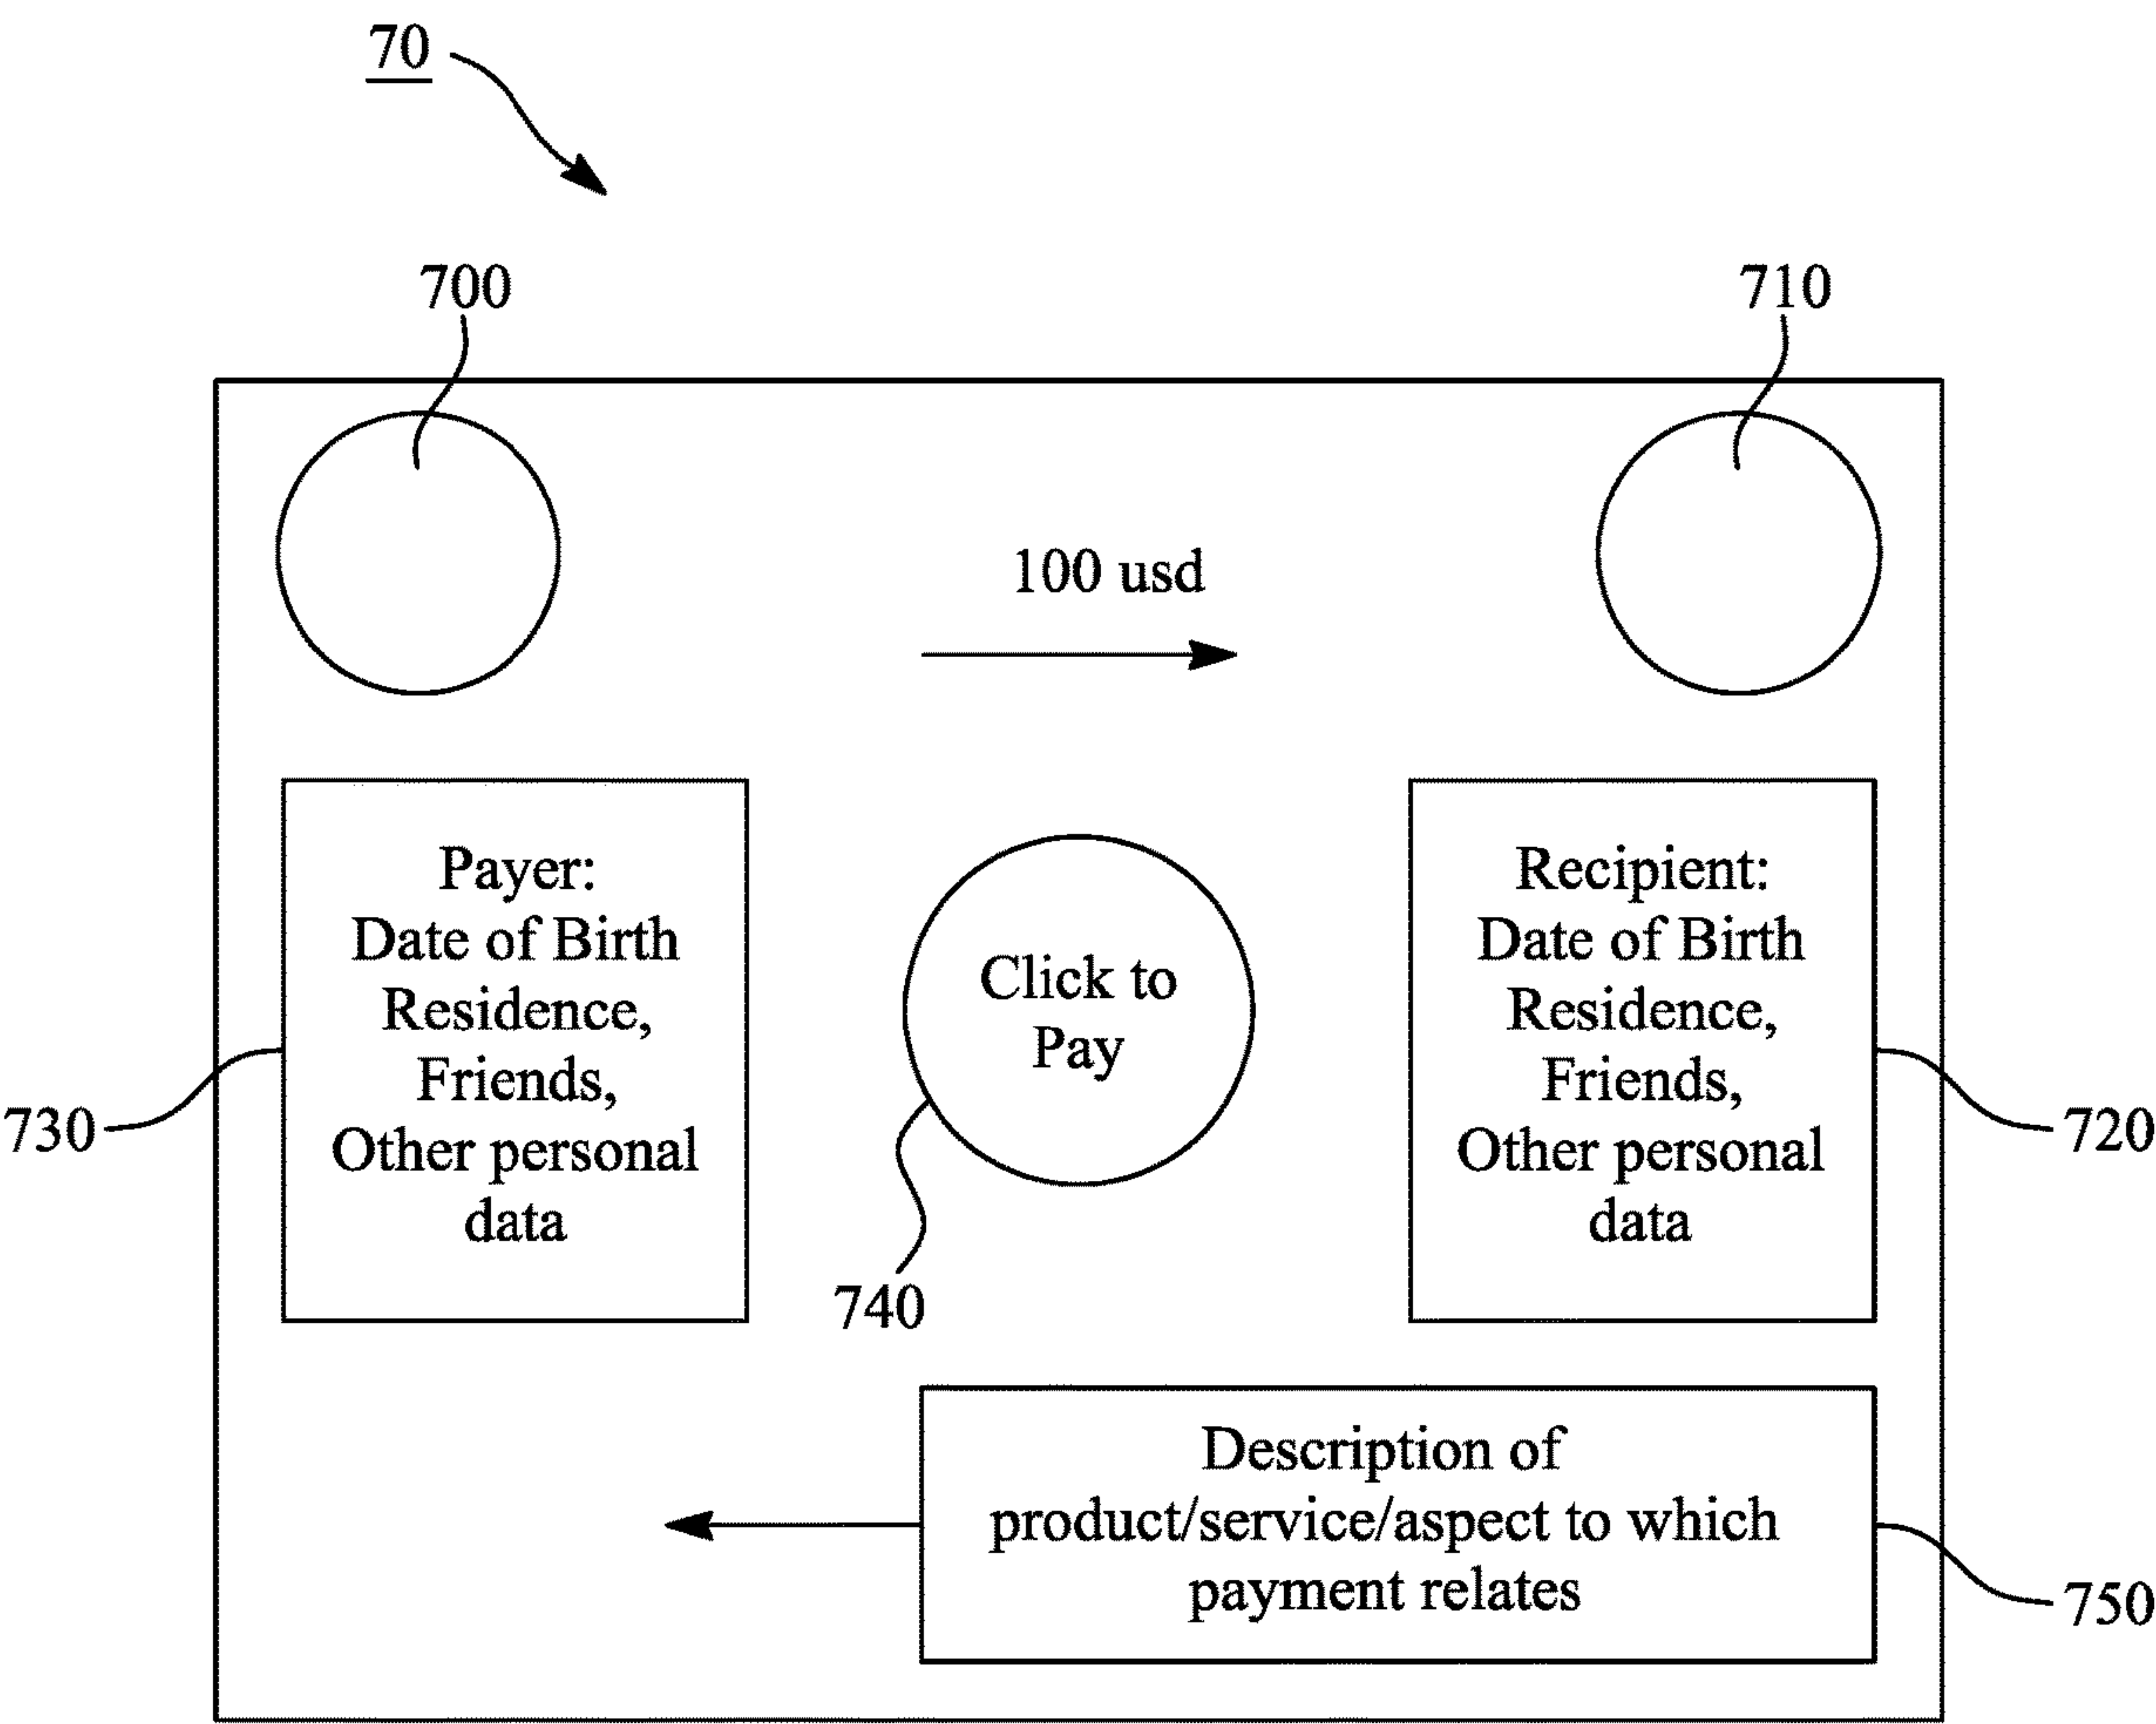 70
700
710
100 usd
Payer:
Date of Birth
Residence,
Friends,
Other personal
data
730
Click to
Pay
740
Recipient:
Date of Birth
Residence,
Friends,
Other personal
data
720
Description of
product/service/aspect to which
payment relates
750